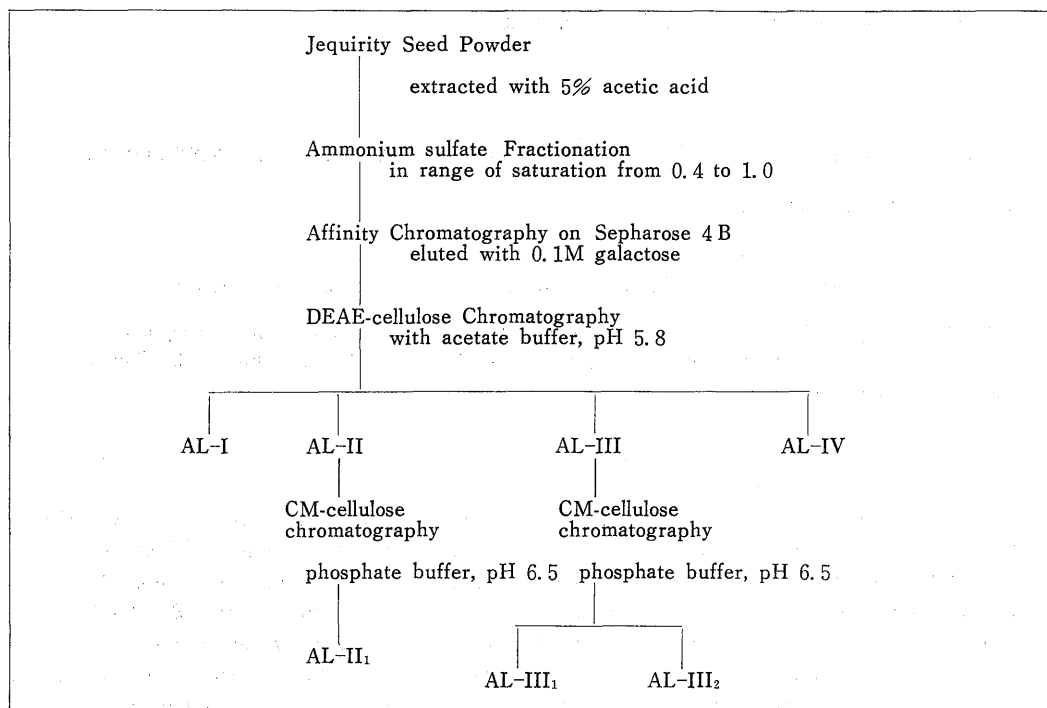 Jequirity Seed Powder
extracted with 5% acetic acid
Ammonium sulfate Fractionation
in range of saturation from 0.4 to 1.0
Affinity Chromatography on Sepharose 4 B
eluted with 0.1M galactose
DEAE-cellulose Chromatography
with acetate buffer, pH 5.8
AL-I AL-II AL-III AL-IV
CM-cellulose CM-cellulose
chromatography chromatography
phosphate buffer, pH 6.5 phosphate buffer, pH 6.5
AL-II₁
AL-III₁ AL-III₂